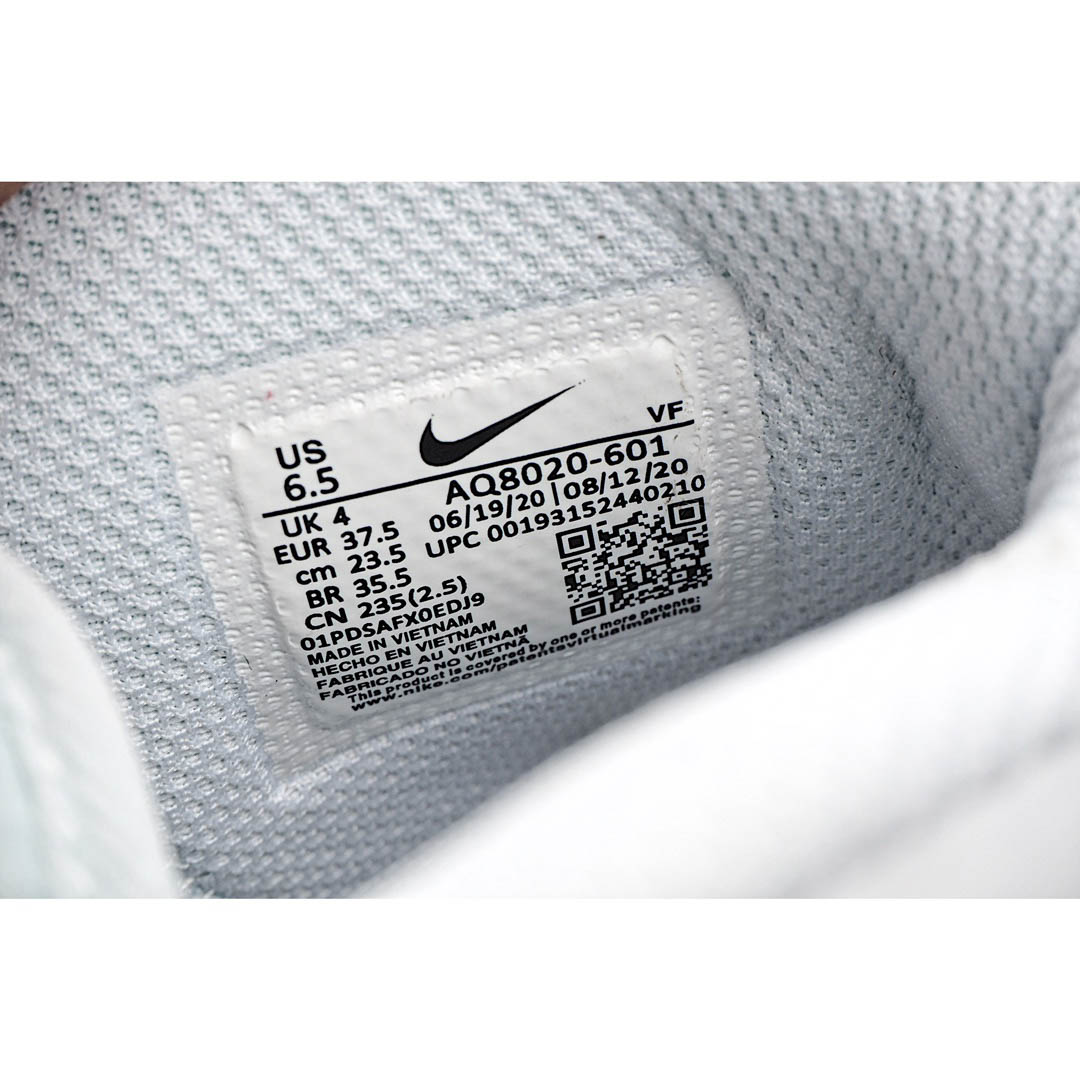 US
6.5
VF
UK 4
EUR 37.5
cm 23.5
BR 35.5
CN 235(2.5)
AQ8020-601
06/19/20 | 08/12/20
UPC 00193152440210
01PDSAFX0EDJ9
MADE IN VIETNAM
HECHO EN VIETNAM
FABRIQUE AU VIETNAM
FABRICADO NO VIETNÃ
This product is covered by one or more patents:
www.nike.com/patentsvirtualmarking